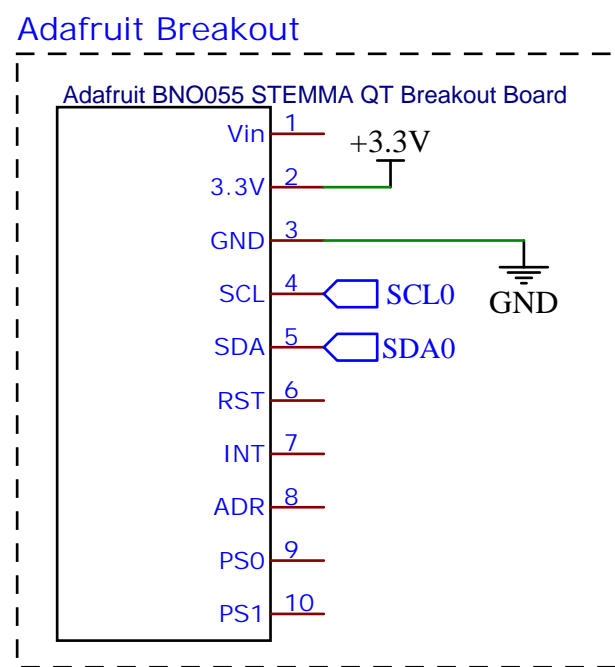 Adafruit Breakout
Adafruit BNO055 STEMMA QT Breakout Board
Vin 1
+3.3V
3.3V 2
GND 3
SCL 4 SCL0
GND
SDA 5 SDA0
RST 6
INT 7
ADR 8
PS0 9
PS1 10